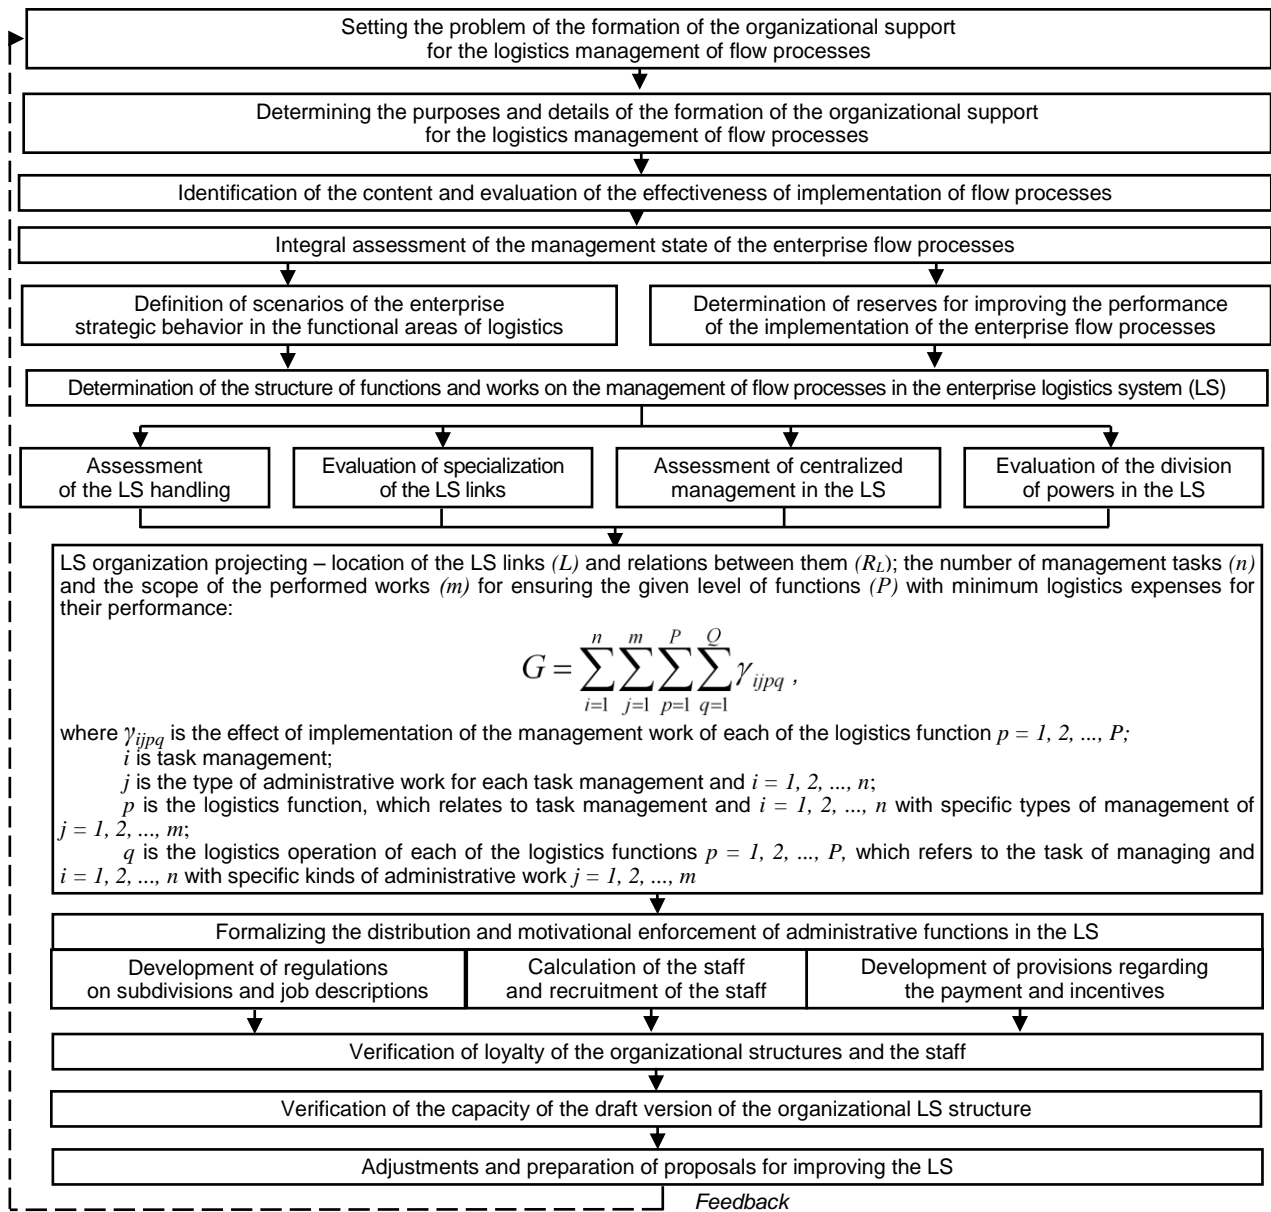 Setting the problem of the formation of the organizational support
for the logistics management of flow processes
Determining the purposes and details of the formation of the organizational support
for the logistics management of flow processes
Identification of the content and evaluation of the effectiveness of implementation of flow processes
Integral assessment of the management state of the enterprise flow processes
Definition of scenarios of the enterprise
strategic behavior in the functional areas of logistics
Determination of reserves for improving the performance
of the implementation of the enterprise flow processes
Determination of the structure of functions and works on the management of flow processes in the enterprise logistics system (LS)
Assessment
of the LS handling
Evaluation of specialization
of the LS links
Assessment of centralized
management in the LS
Evaluation of the division
of powers in the LS
LS organization projecting – location of the LS links (L) and relations between them (R_L); the number of management tasks (n)
and the scope of the performed works (m) for ensuring the given level of functions (P) with minimum logistics expenses for
their performance:
G = \sum_{i=1}^{n} \sum_{j=1}^{m} \sum_{p=1}^{P} \sum_{q=1}^{Q} γ_{ijpq} ,
where γ_{ijpq} is the effect of implementation of the management work of each of the logistics function p = 1, 2, ..., P;
i is task management;
j is the type of administrative work for each task management and i = 1, 2, ..., n;
p is the logistics function, which relates to task management and i = 1, 2, ..., n with specific types of management of
j = 1, 2, ..., m;
q is the logistics operation of each of the logistics functions p = 1, 2, ..., P, which refers to the task of managing and
i = 1, 2, ..., n with specific kinds of administrative work j = 1, 2, ..., m
Formalizing the distribution and motivational enforcement of administrative functions in the LS
Development of regulations
on subdivisions and job descriptions
Calculation of the staff
and recruitment of the staff
Development of provisions regarding
the payment and incentives
Verification of loyalty of the organizational structures and the staff
Verification of the capacity of the draft version of the organizational LS structure
Adjustments and preparation of proposals for improving the LS
Feedback